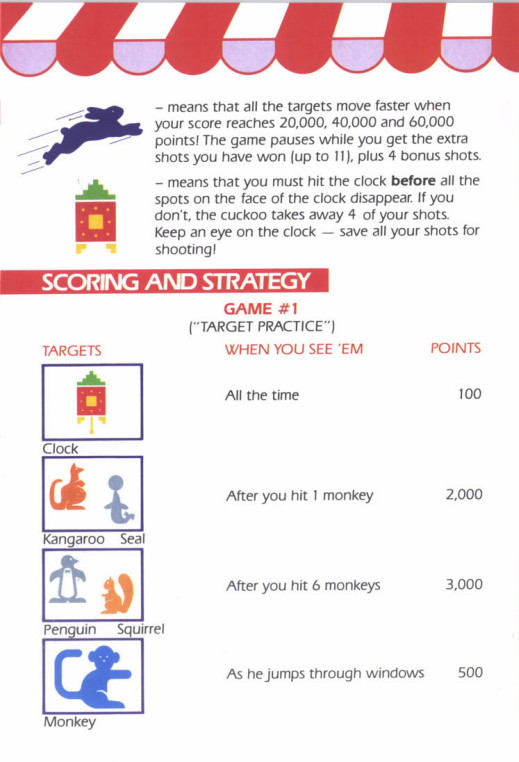 – means that all the targets move faster when
your score reaches 20,000, 40,000 and 60,000
points! The game pauses while you get the extra
shots you have won (up to 11), plus 4 bonus shots.
– means that you must hit the clock before all the
spots on the face of the clock disappear. If you
don't, the cuckoo takes away 4 of your shots.
Keep an eye on the clock — save all your shots for
shooting!
SCORING AND STRATEGY
GAME #1
("TARGET PRACTICE")
TARGETS WHEN YOU SEE 'EM POINTS
All the time 100
Clock
After you hit 1 monkey 2,000
Kangaroo Seal
After you hit 6 monkeys 3,000
Penguin Squirrel
As he jumps through windows 500
Monkey